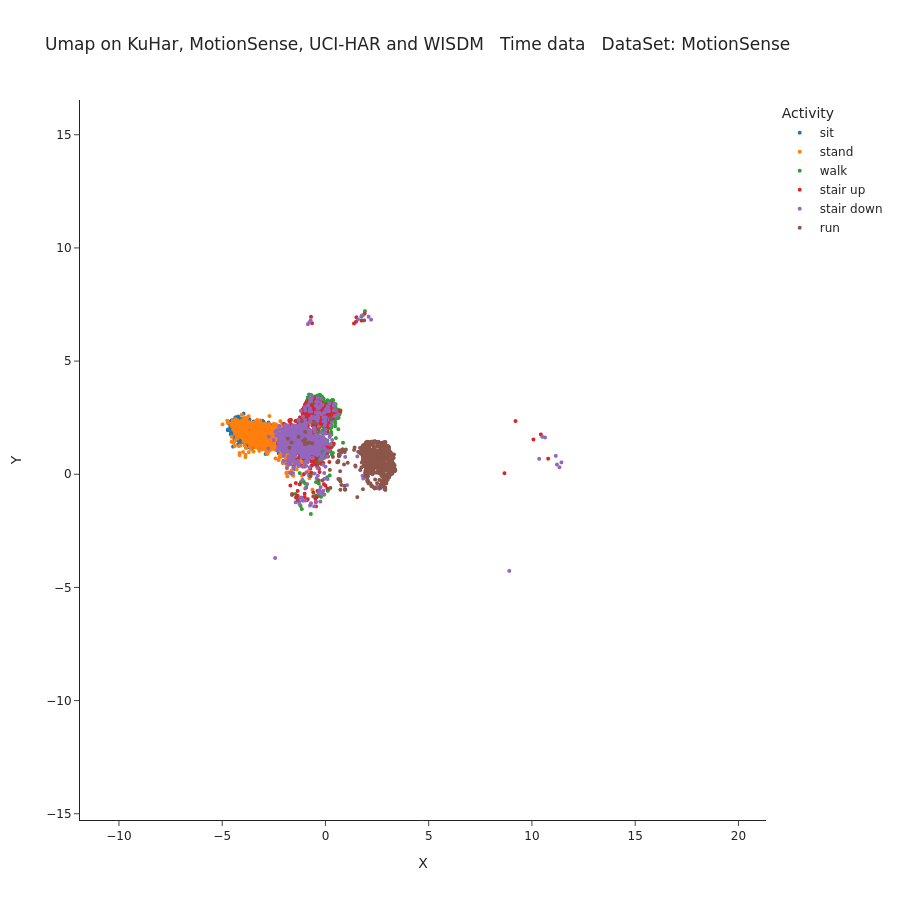 Umap on KuHar, MotionSense, UCI-HAR and WISDM   Time data   DataSet: MotionSense
Activity
sit
stand
walk
stair up
stair down
run
15
10
5
0
−5
−10
−15
Y
−10
−5
0
5
10
15
20
X